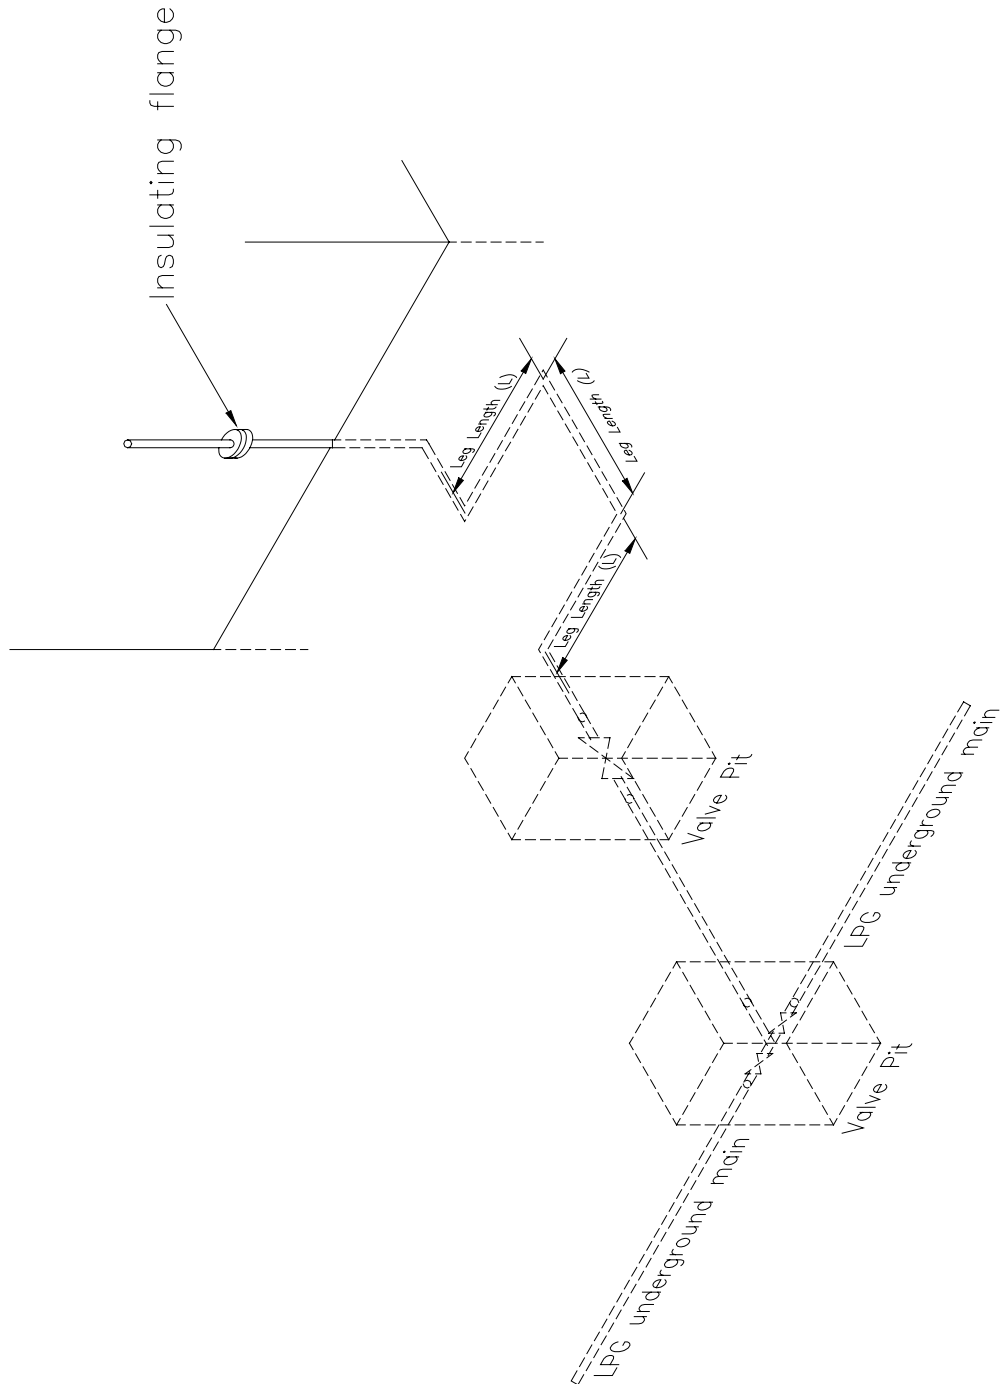 Insulating flange
Leg Length (L)
Leg Length (L)
Leg Length (L)
Valve Pit
LPG underground main
Valve Pit
LPG underground main